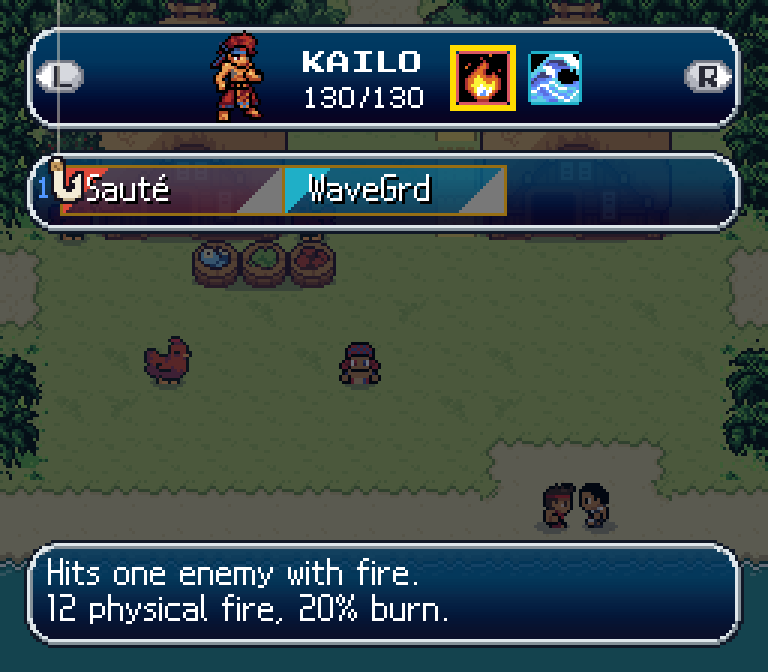 L
KAILO
130/130
R
1 Sauté WaveGrd
Hits one enemy with fire.
12 physical fire, 20% burn.